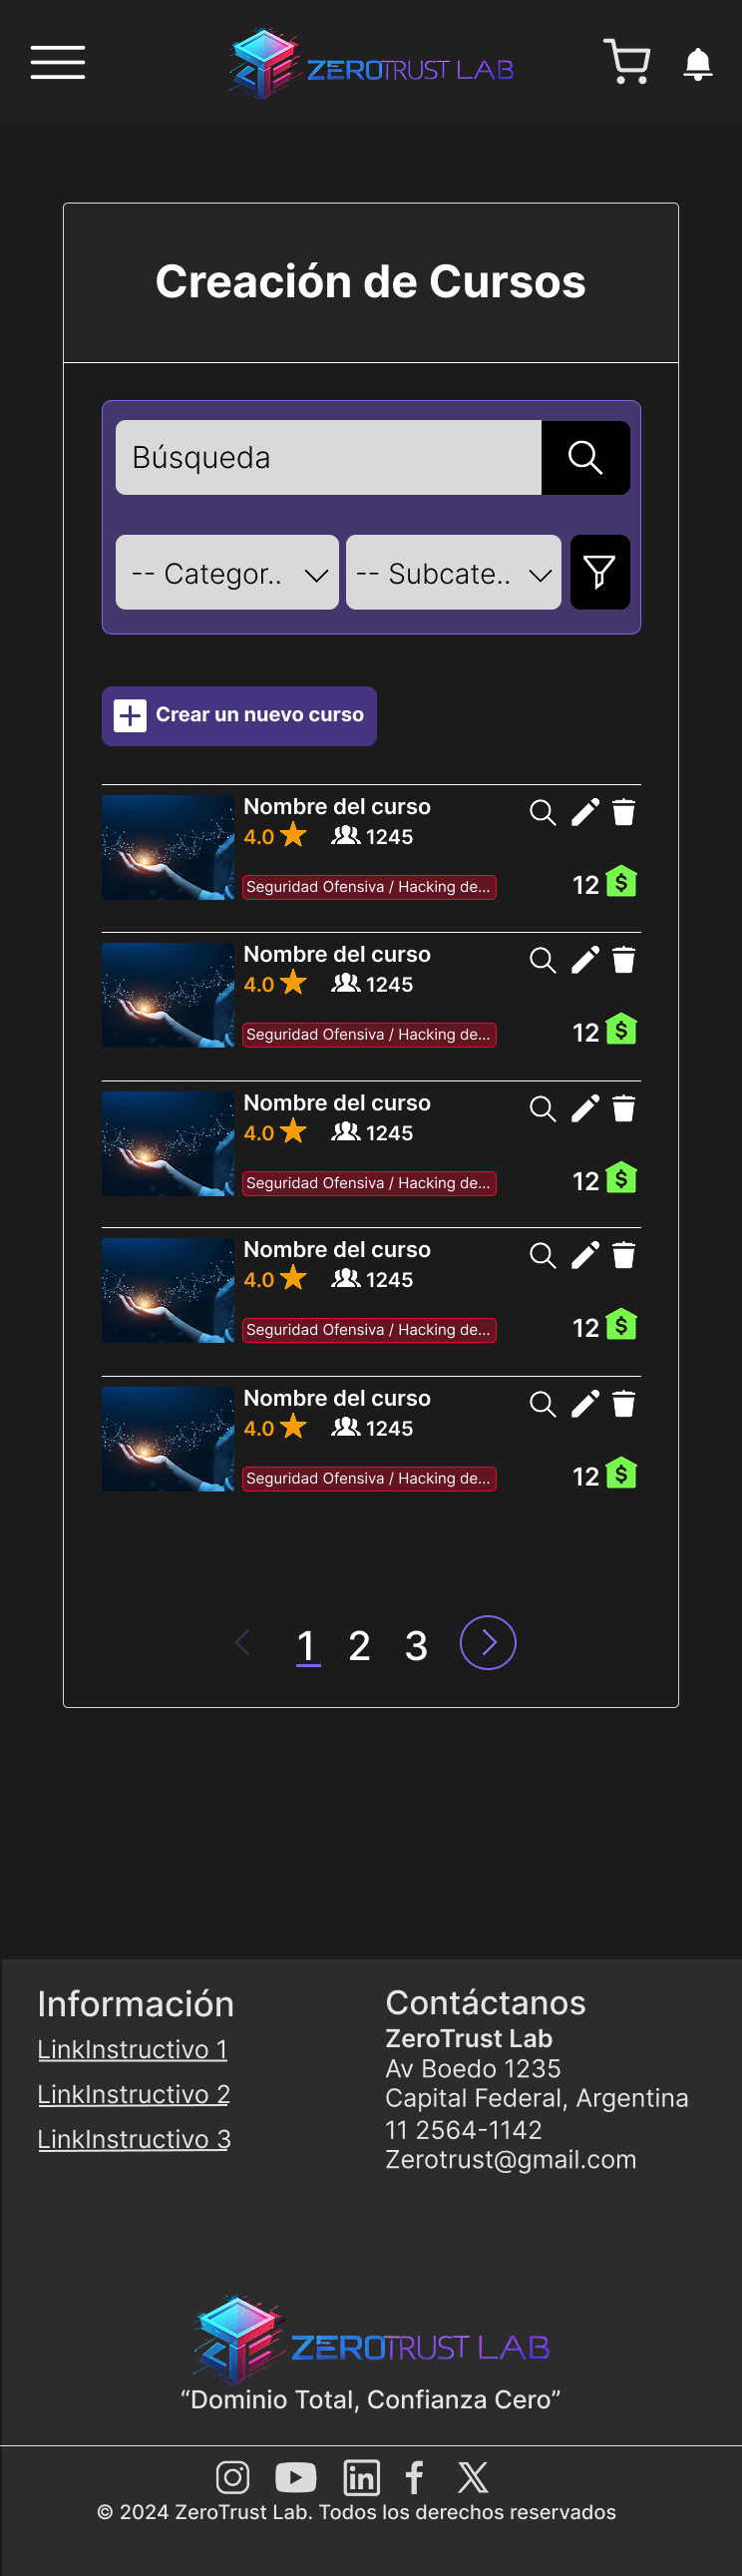 ZEROTRUST LAB
Creación de Cursos
Búsqueda
-- Categor.. -- Subcate..
Crear un nuevo curso
Nombre del curso
4.0 1245
Seguridad Ofensiva / Hacking de... 12
Nombre del curso
4.0 1245
Seguridad Ofensiva / Hacking de... 12
Nombre del curso
4.0 1245
Seguridad Ofensiva / Hacking de... 12
Nombre del curso
4.0 1245
Seguridad Ofensiva / Hacking de... 12
Nombre del curso
4.0 1245
Seguridad Ofensiva / Hacking de... 12
1 2 3
Información
LinkInstructivo 1
LinkInstructivo 2
LinkInstructivo 3
Contáctanos
ZeroTrust Lab
Av Boedo 1235
Capital Federal, Argentina
11 2564-1142
Zerotrust@gmail.com
ZEROTRUST LAB
“Dominio Total, Confianza Cero”
© 2024 ZeroTrust Lab. Todos los derechos reservados